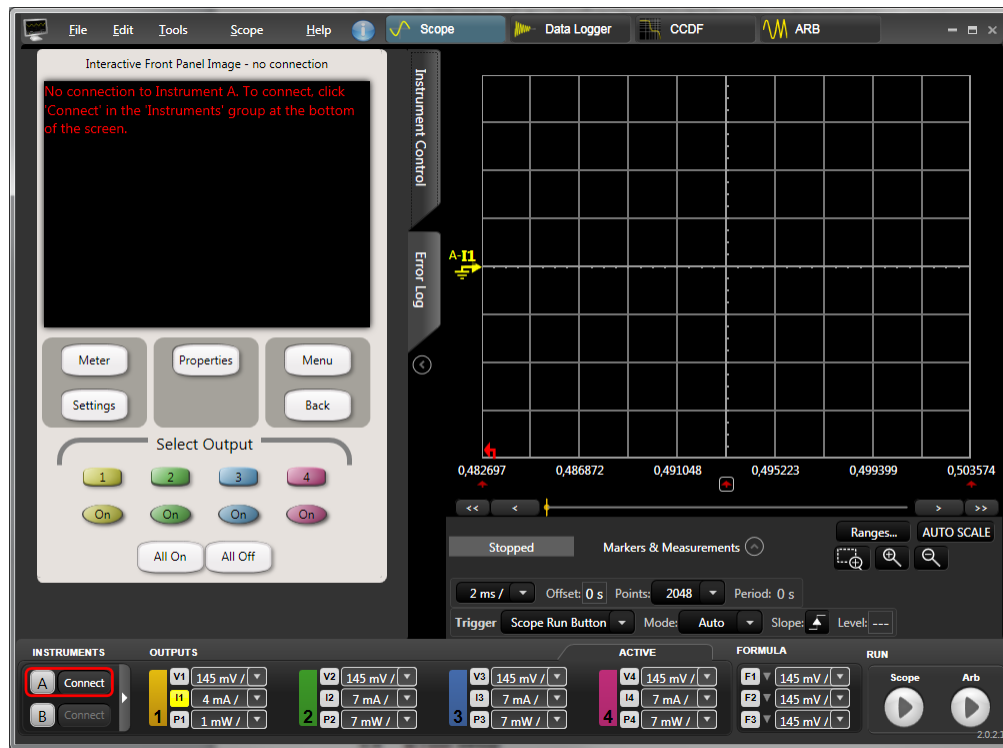 File Edit Tools Scope Help Scope Data Logger CCDF ARB
Interactive Front Panel Image - no connection
No connection to Instrument A. To connect, click
'Connect' in the 'Instruments' group at the bottom
of the screen.
Instrument Control
Error Log
Meter Properties Menu
Settings Back
Select Output
1 2 3 4
On On On On
All On All Off
A-I1
0,482697 0,486872 0,491048 0,495223 0,499399 0,503574
<< < > >>
Stopped Markers & Measurements Ranges... AUTO SCALE
2 ms / Offset: 0 s Points: 2048 Period: 0 s
Trigger Scope Run Button Mode: Auto Slope: Level: ---
INSTRUMENTS OUTPUTS ACTIVE FORMULA RUN
A Connect
B Connect
1 V1 145 mV /
I1 4 mA /
P1 1 mW /
2 V2 145 mV /
I2 7 mA /
P2 7 mW /
3 V3 145 mV /
I3 7 mA /
P3 7 mW /
4 V4 145 mV /
I4 7 mA /
P4 7 mW /
F1 145 mV /
F2 145 mV /
F3 145 mV /
Scope Arb